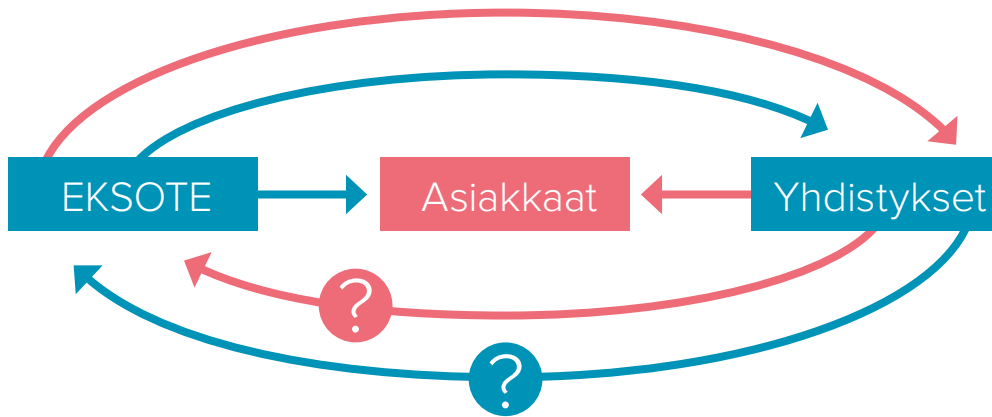 EKSOTE
Asiakkaat
Yhdistykset
?
?